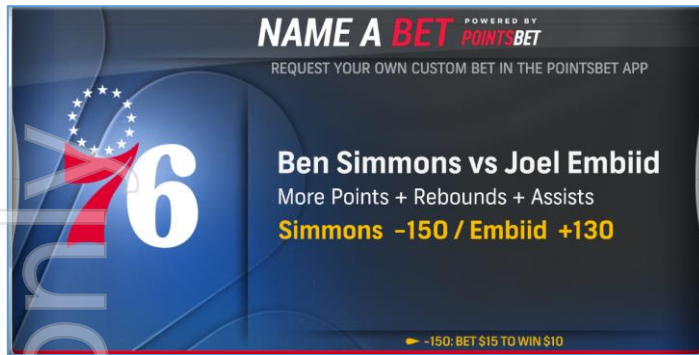 NAME A BET POWERED BY POINTSBET
REQUEST YOUR OWN CUSTOM BET IN THE POINTSBET APP
76
Ben Simmons vs Joel Embiid
More Points + Rebounds + Assists
Simmons -150 / Embiid +130
-150: BET $15 TO WIN $10
only